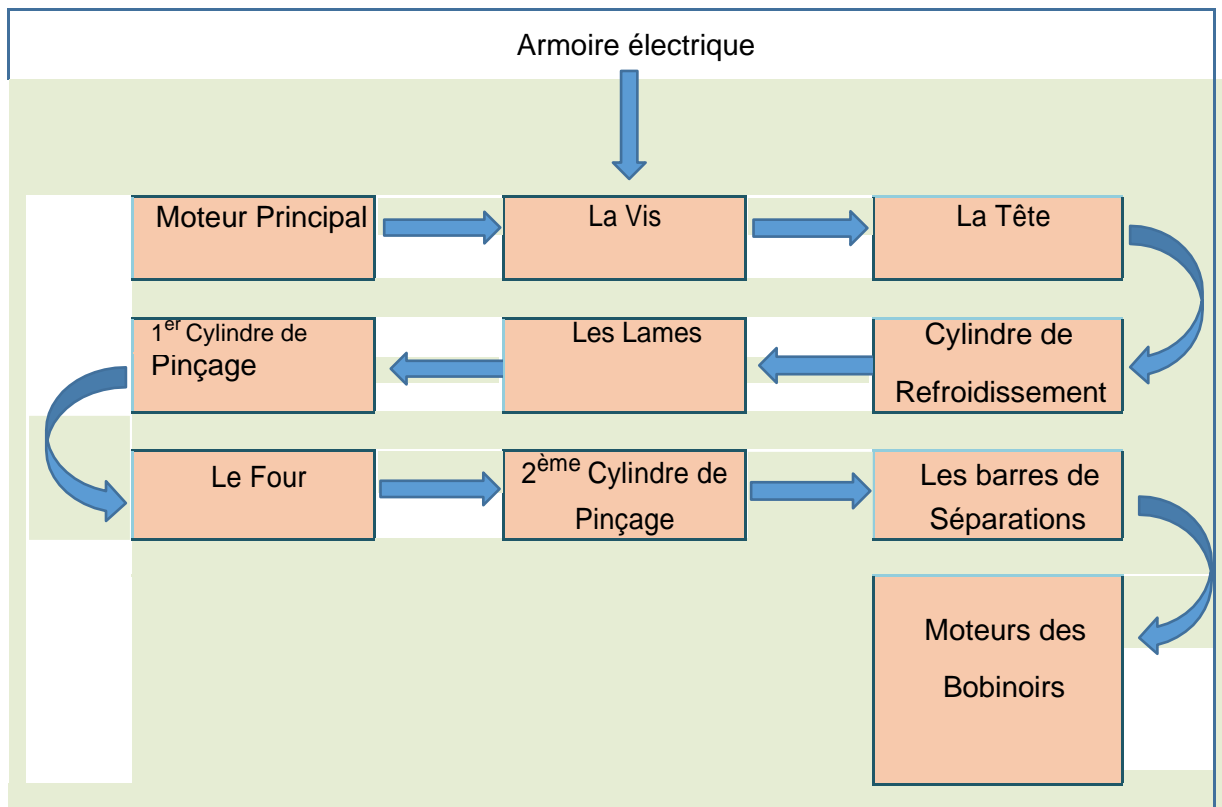 Armoire électrique
Moteur Principal
La Vis
La Tête
1er Cylindre de
Pinçage
Les Lames
Cylindre de
Refroidissement
Le Four
2ème Cylindre de
Pinçage
Les barres de
Séparations
Moteurs des
Bobinoirs